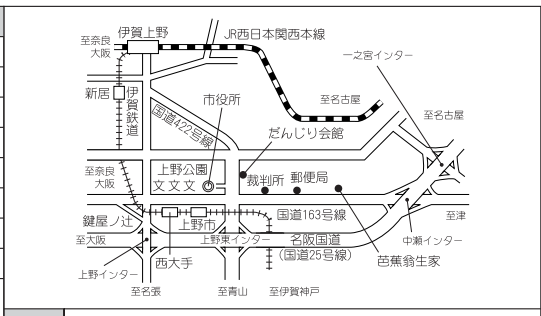 伊賀上野
JR西日本関西本線
至奈良
大阪
一之宮インター
新居
伊賀鉄道
市役所
至名古屋
国道422号線
至名古屋
だんじり会館
至奈良
大阪
上野公園
文文文
裁判所
郵便局
鍵屋ノ辻
上野市
国道163号線
至津
至大阪
上野東インター
名阪国道
(国道25号線)
中瀬インター
上野インター
西大手
芭蕉翁生家
至名張
至青山
至伊賀神戸